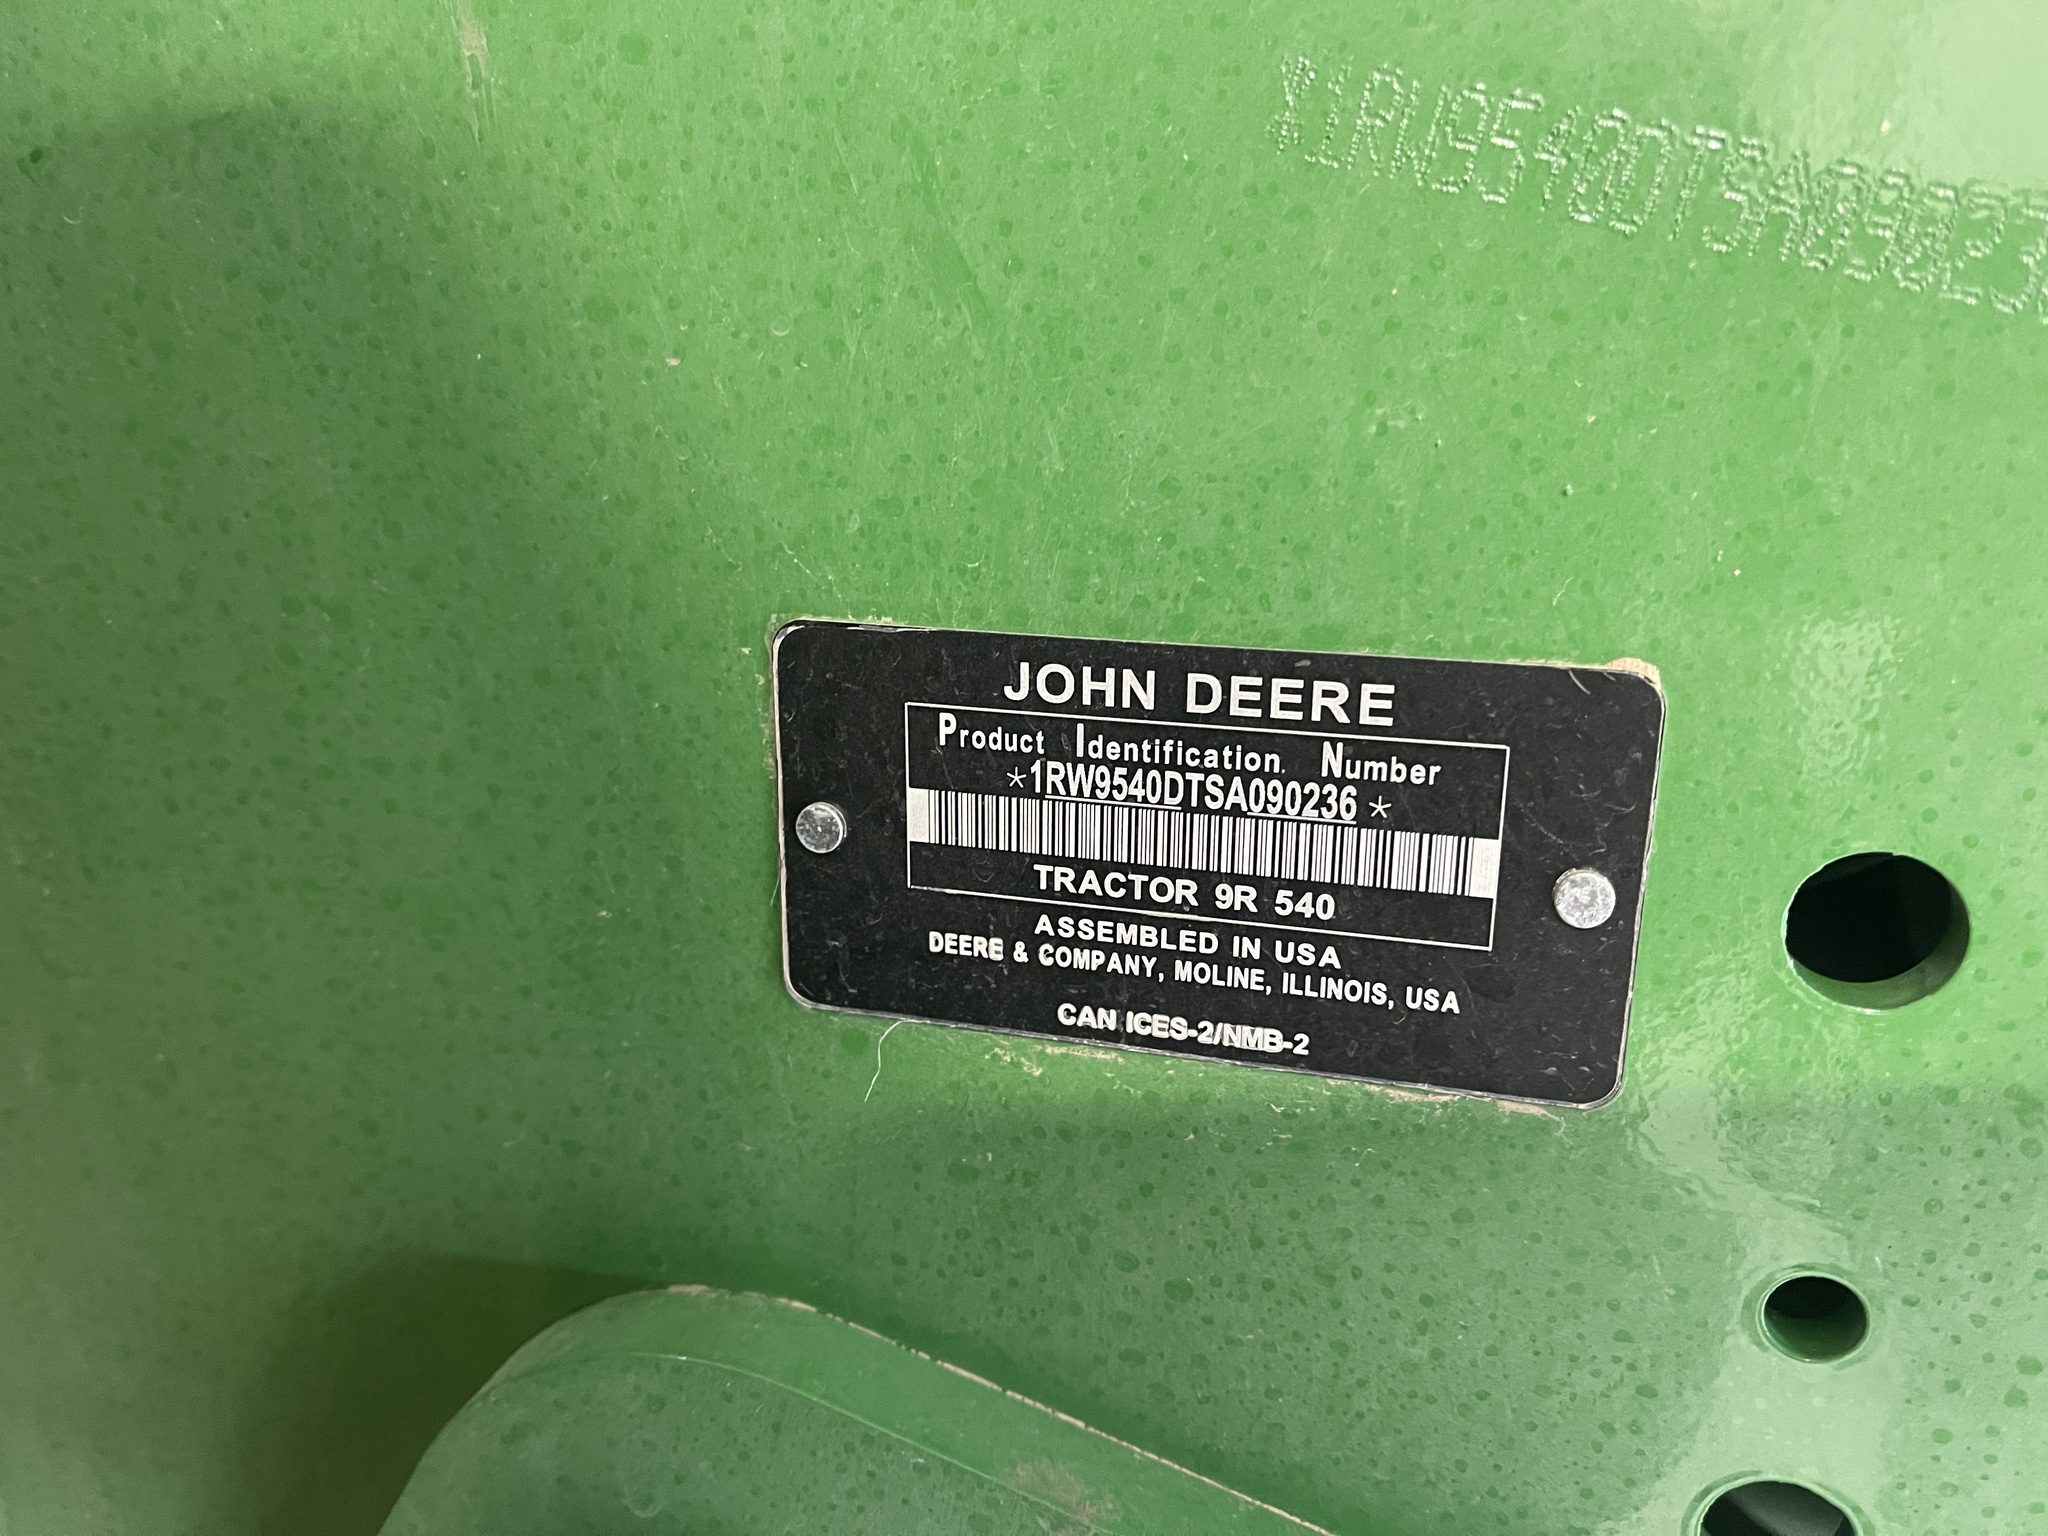 *1RW9540DTSA09023
JOHN DEERE
Product Identification Number
*1RW9540DTSA090236*
TRACTOR 9R 540
ASSEMBLED IN USA
DEERE & COMPANY, MOLINE, ILLINOIS, USA
CAN ICES-2/NMB-2